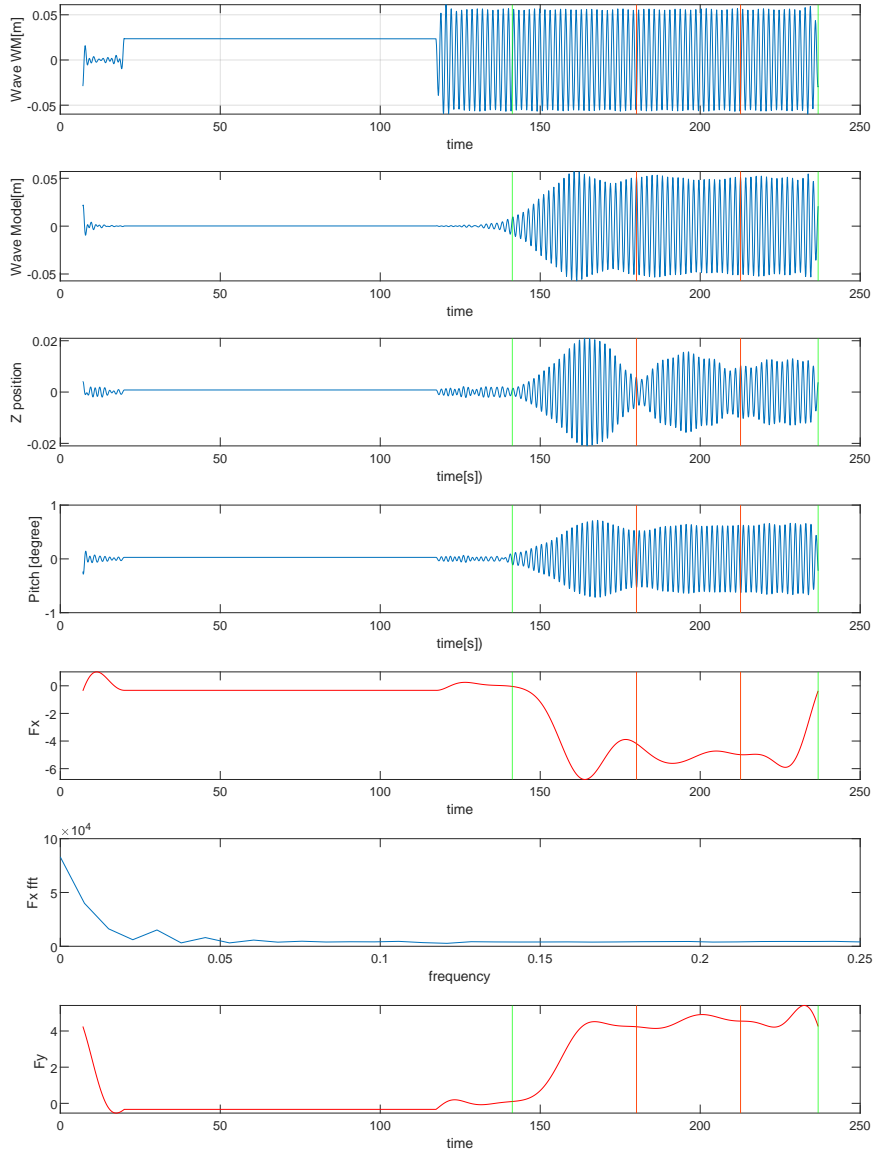 0.05
0
-0.05
Wave WM[m]
0 50 100 150 200 250
time
0.05
0
-0.05
Wave Model[m]
0 50 100 150 200 250
time
0.02
0
-0.02
Z position
0 50 100 150 200 250
time[s])
1
0
-1
Pitch [degree]
0 50 100 150 200 250
time[s])
0
-2
-4
-6
Fx
0 50 100 150 200 250
time
× 10⁴
10
5
0
Fx fft
0 0.05 0.1 0.15 0.2 0.25
frequency
4
2
0
Fy
0 50 100 150 200 250
time